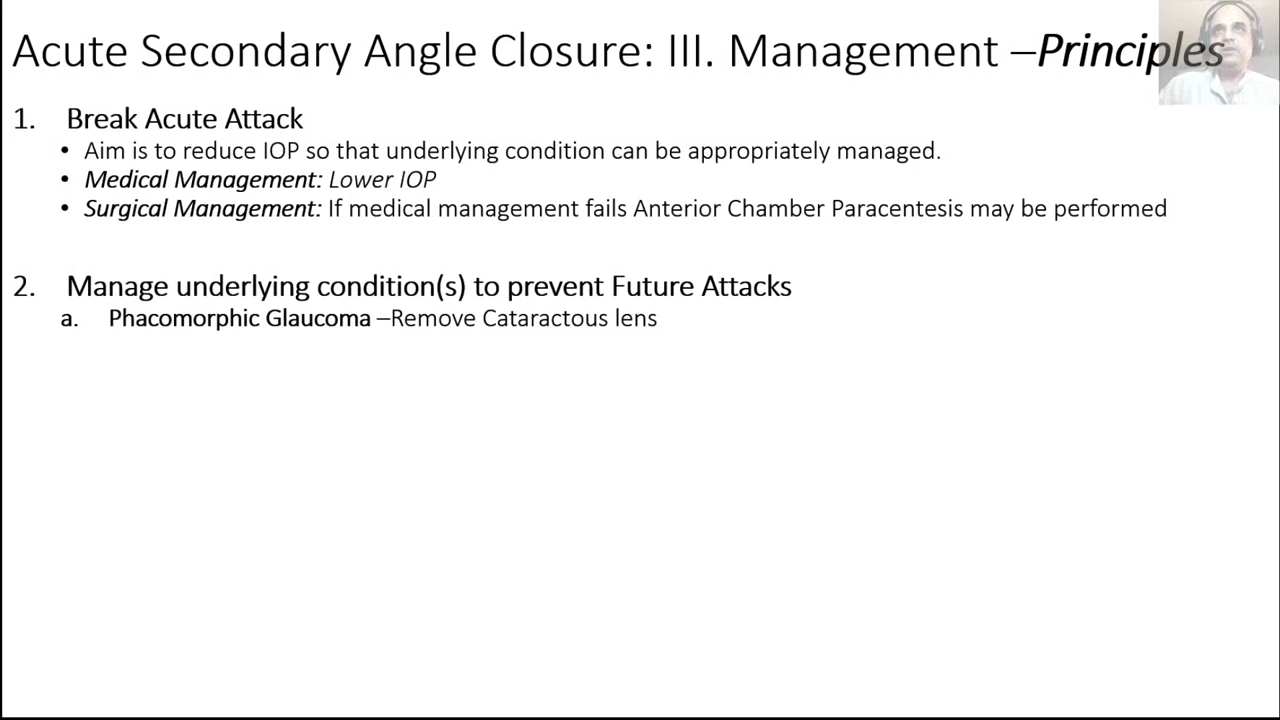 Acute Secondary Angle Closure: III. Management –Principles
1. Break Acute Attack
• Aim is to reduce IOP so that underlying condition can be appropriately managed.
• Medical Management: Lower IOP
• Surgical Management: If medical management fails Anterior Chamber Paracentesis may be performed
2. Manage underlying condition(s) to prevent Future Attacks
a. Phacomorphic Glaucoma –Remove Cataractous lens